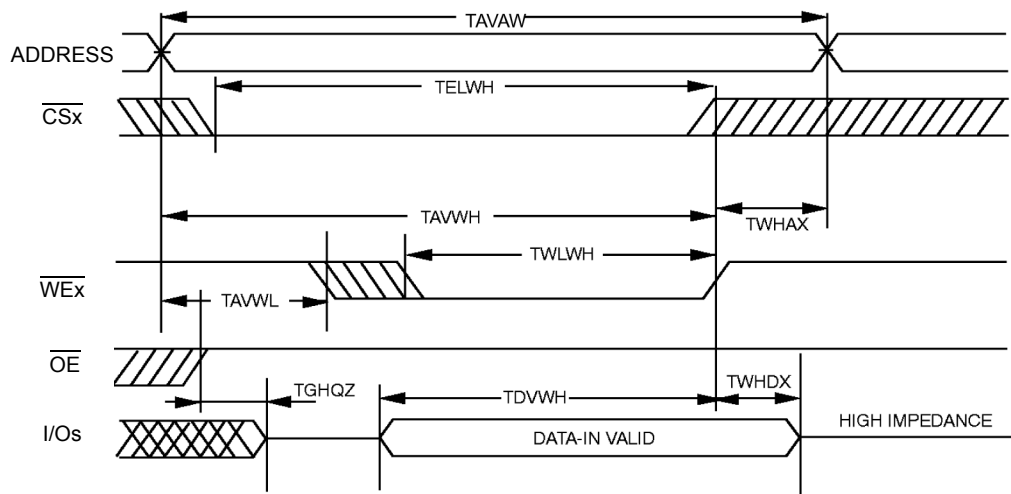 TAVAW
ADDRESS
TELWH
CSx
TAVWH
TWHAX
TWLWH
WEx
TAVWL
OE
TGHQZ
TDVWH
TWHDX
I/Os
DATA-IN VALID
HIGH IMPEDANCE